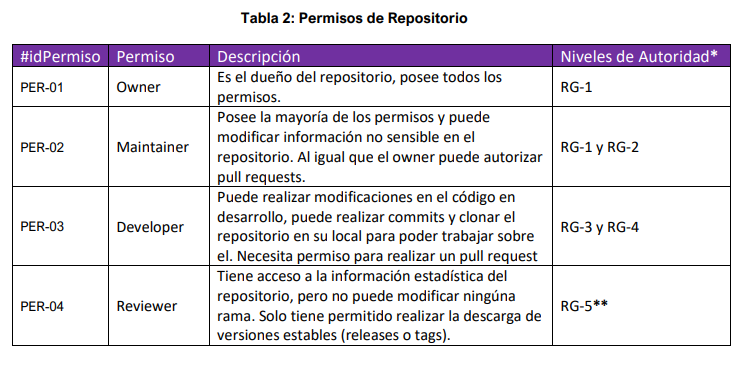 Tabla 2: Permisos de Repositorio
#idPermiso Permiso Descripción Niveles de Autoridad*
PER-01 Owner Es el dueño del repositorio, posee todos los permisos. RG-1
PER-02 Maintainer Posee la mayoría de los permisos y puede modificar información no sensible en el repositorio. Al igual que el owner puede autorizar pull requests. RG-1 y RG-2
PER-03 Developer Puede realizar modificaciones en el código en desarrollo, puede realizar commits y clonar el repositorio en su local para poder trabajar sobre el. Necesita permiso para realizar un pull request RG-3 y RG-4
PER-04 Reviewer Tiene acceso a la información estadística del repositorio, pero no puede modificar ningúna rama. Solo tiene permitido realizar la descarga de versiones estables (releases o tags). RG-5**